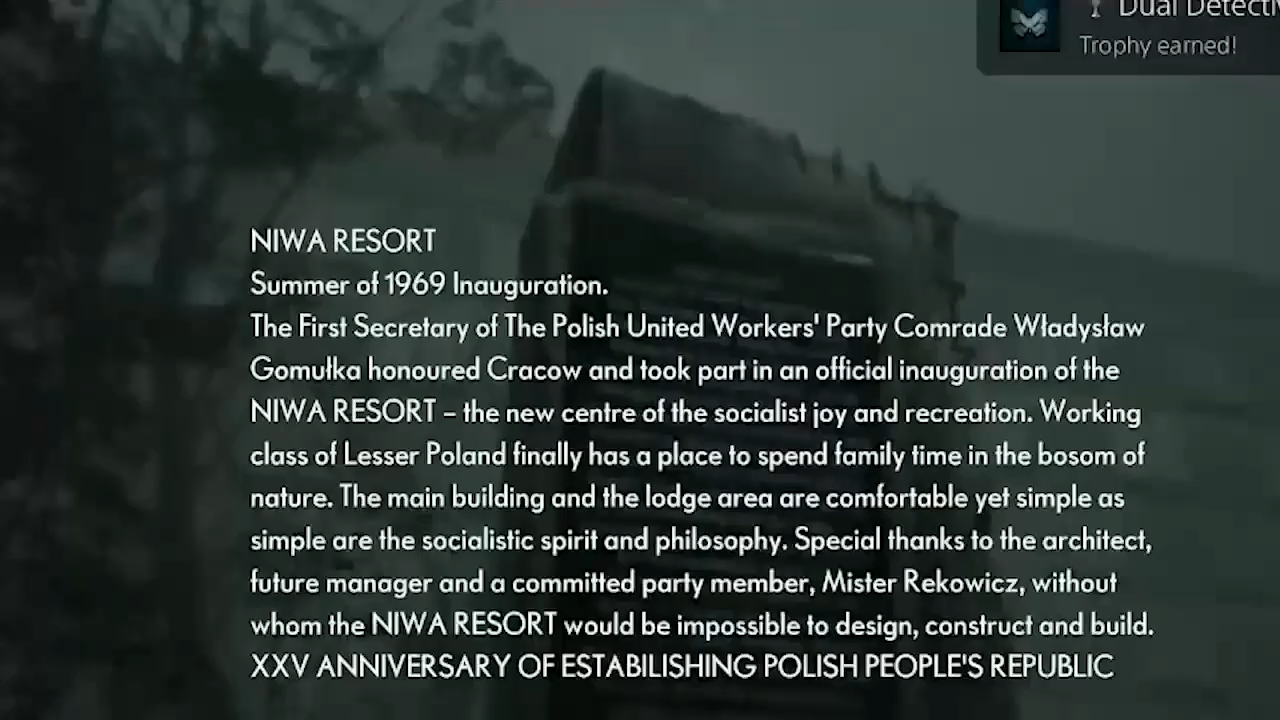 Dual Detecti
Trophy earned!
NIWA RESORT
Summer of 1969 Inauguration.
The First Secretary of The Polish United Workers' Party Comrade Władysław
Gomułka honoured Cracow and took part in an official inauguration of the
NIWA RESORT – the new centre of the socialist joy and recreation. Working
class of Lesser Poland finally has a place to spend family time in the bosom of
nature. The main building and the lodge area are comfortable yet simple as
simple are the socialistic spirit and philosophy. Special thanks to the architect,
future manager and a committed party member, Mister Rekowicz, without
whom the NIWA RESORT would be impossible to design, construct and build.
XXV ANNIVERSARY OF ESTABILISHING POLISH PEOPLE'S REPUBLIC